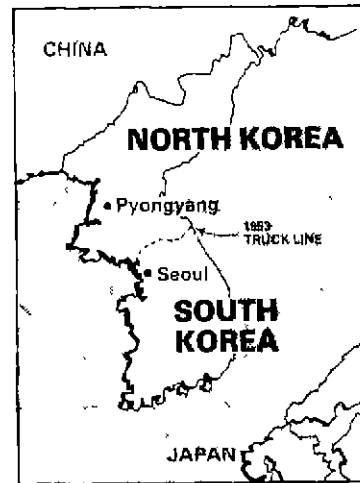 CHINA
NORTH KOREA
Pyongyang
1953
TRUCK LINE
Seoul
SOUTH
KOREA
JAPAN